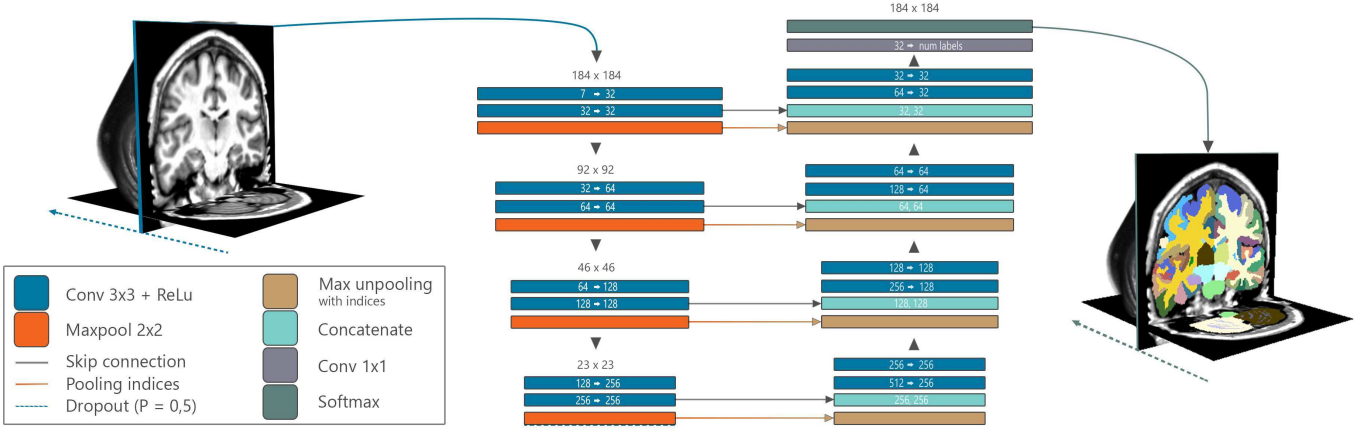 184 x 184
7 ➡ 32
32 ➡ 32
92 x 92
32 ➡ 64
64 ➡ 64
46 x 46
64 ➡ 128
128 ➡ 128
23 x 23
128 ➡ 256
256 ➡ 256
184 x 184
32 ➡ num labels
32 ➡ 32
64 ➡ 32
32, 32
64 ➡ 64
128 ➡ 64
64, 64
128 ➡ 128
256 ➡ 128
128, 128
256 ➡ 256
512 ➡ 256
256, 256
Conv 3x3 + ReLu
Maxpool 2x2
Skip connection
Pooling indices
Dropout (P = 0,5)
Max unpooling
with indices
Concatenate
Conv 1x1
Softmax